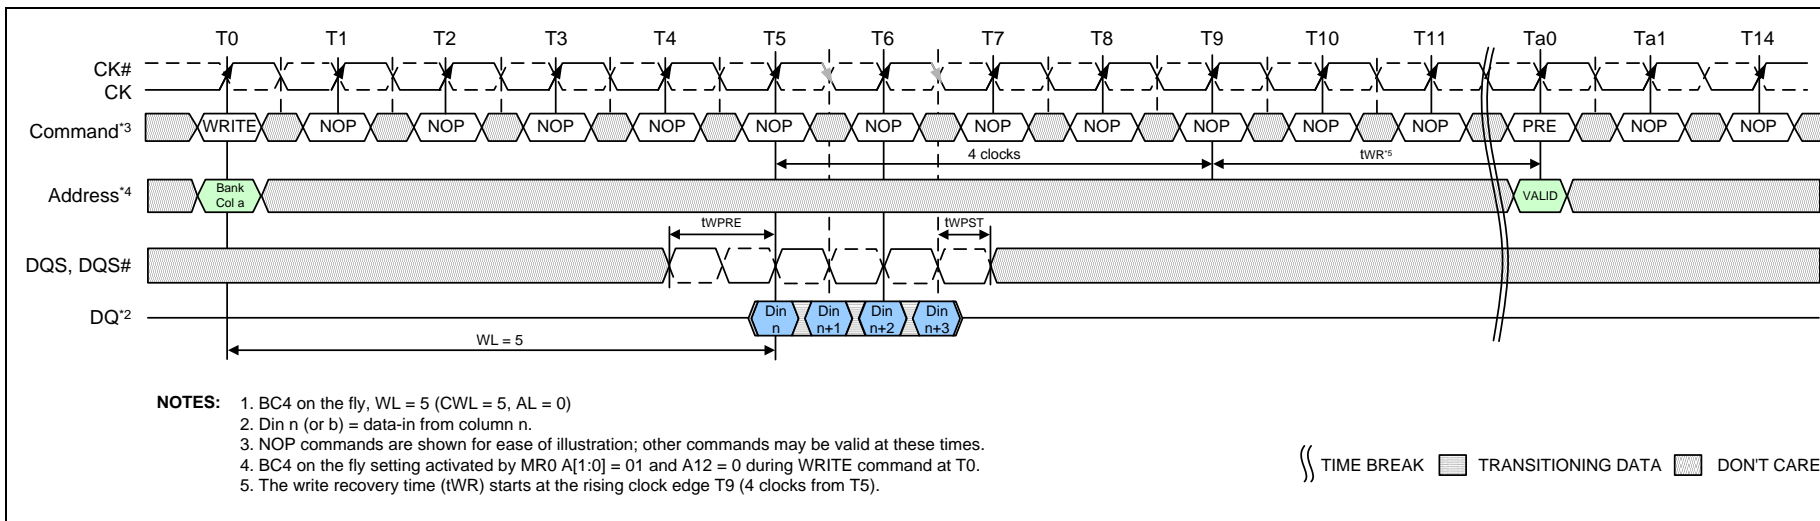 T0 T1 T2 T3 T4 T5 T6 T7 T8 T9 T10 T11 Ta0 Ta1 T14
CK#
CK
Command*3 WRITE NOP NOP NOP NOP NOP NOP NOP NOP NOP NOP NOP PRE NOP NOP
4 clocks tWR*5
Address*4 Bank Col a VALID
tWPRE tWPST
DQS, DQS#
DQ*2 Din n Din n+1 Din n+2 Din n+3
WL = 5
NOTES: 1. BC4 on the fly, WL = 5 (CWL = 5, AL = 0)
2. Din n (or b) = data-in from column n.
3. NOP commands are shown for ease of illustration; other commands may be valid at these times.
4. BC4 on the fly setting activated by MR0 A[1:0] = 01 and A12 = 0 during WRITE command at T0.
5. The write recovery time (tWR) starts at the rising clock edge T9 (4 clocks from T5).
TIME BREAK TRANSITIONING DATA DON'T CARE